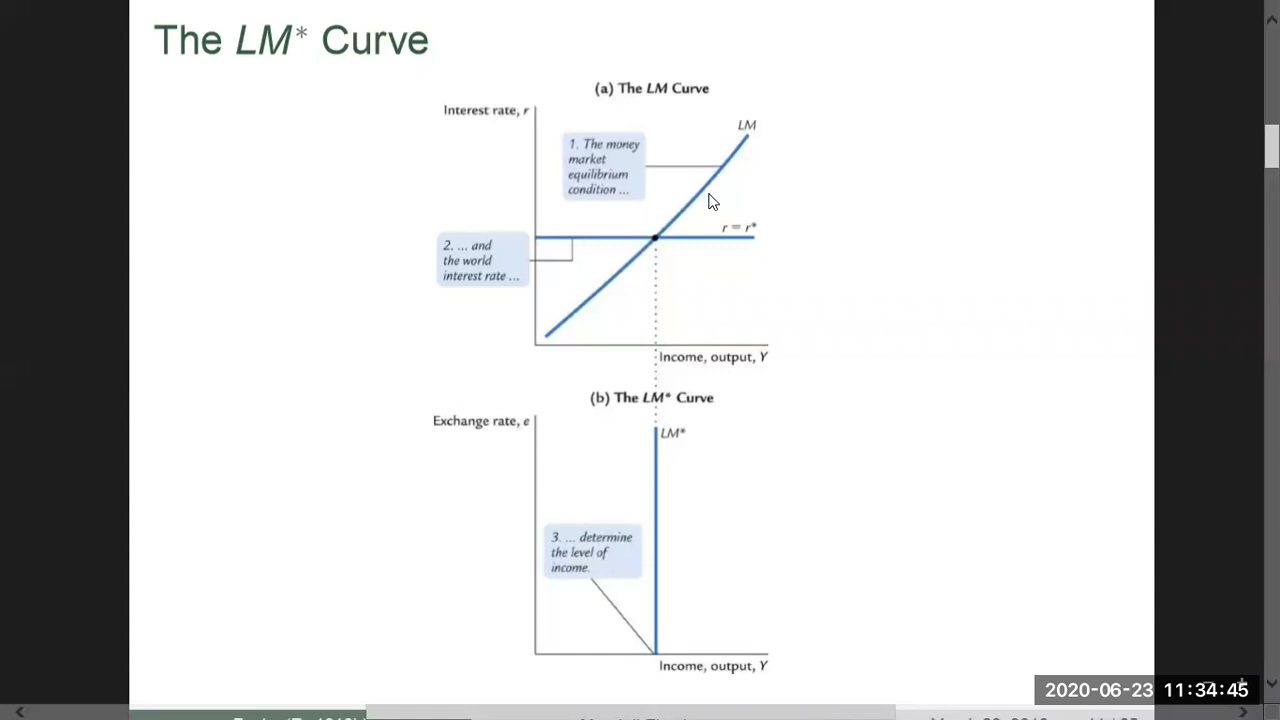 The LM* Curve
(a) The LM Curve
Interest rate, r
LM
1. The money
market
equilibrium
condition ...
r = r*
2. ... and
the world
interest rate ...
Income, output, Y
(b) The LM* Curve
Exchange rate, e
LM*
3. ... determine
the level of
income.
Income, output, Y
2020-06-23 11:34:45